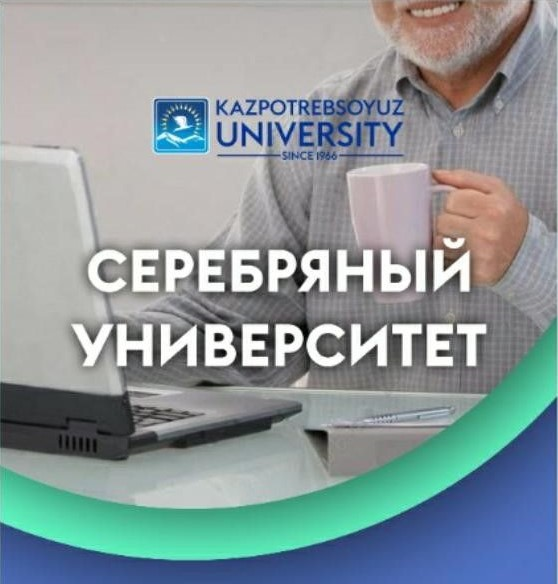 KAZPOTREBSOYUZ
UNIVERSITY
SINCE 1966
СЕРЕБРЯНЫЙ
УНИВЕРСИТЕТ